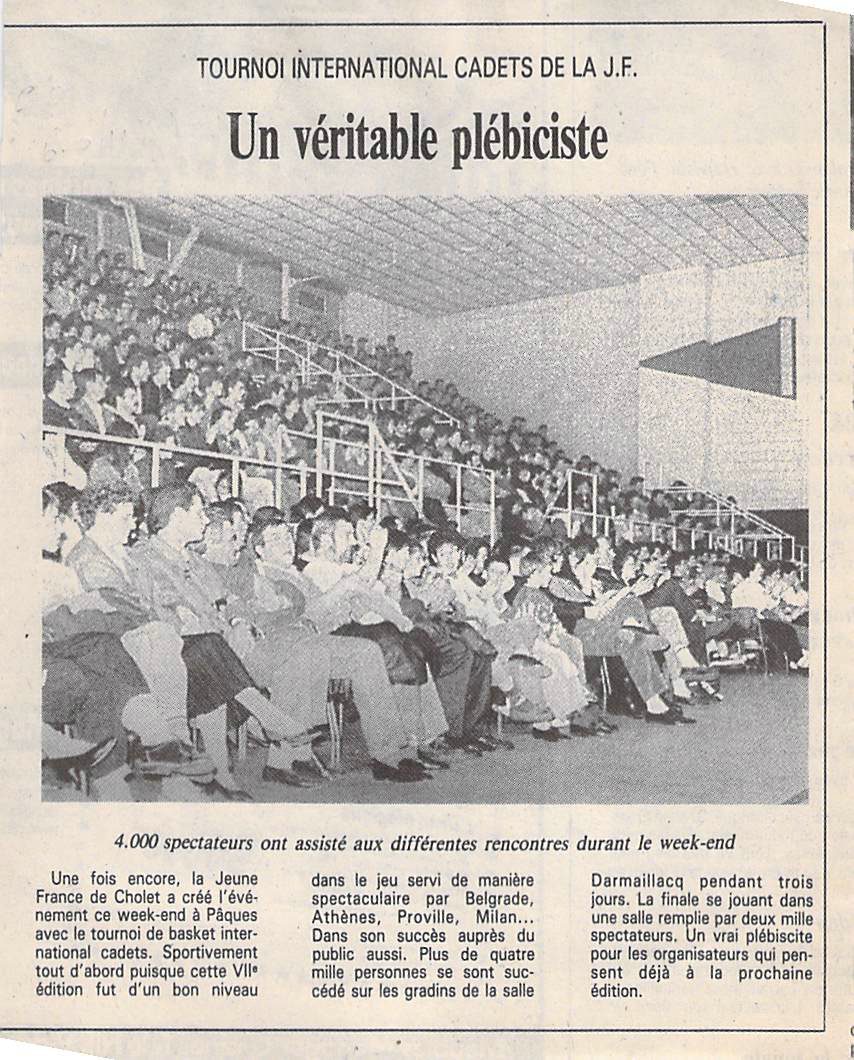 TOURNOI INTERNATIONAL CADETS DE LA J.F.
Un véritable plébiciste
4.000 spectateurs ont assisté aux différentes rencontres durant le week-end
Une fois encore, la Jeune
France de Cholet a créé l'évé-
nement ce week-end à Pâques
avec le tournoi de basket inter-
national cadets. Sportivement
tout d'abord puisque cette VIIe
édition fut d'un bon niveau
dans le jeu servi de manière
spectaculaire par Belgrade,
Athènes, Proville, Milan...
Dans son succès auprès du
public aussi. Plus de quatre
mille personnes se sont suc-
cédé sur les gradins de la salle
Darmaillacq pendant trois
jours. La finale se jouant dans
une salle remplie par deux mille
spectateurs. Un vrai plébiscite
pour les organisateurs qui pen-
sent déjà à la prochaine
édition.